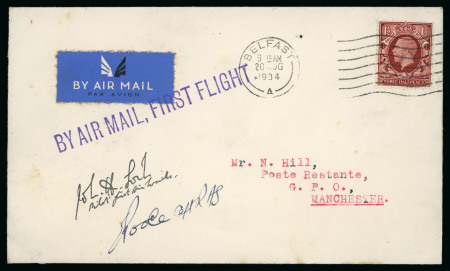 BELFAST
9 15AM
20 AUG
1934
A
BY AIR MAIL
PAR AVION
BY AIR MAIL, FIRST FLIGHT
Mr. N. Hill,
Poste Restante,
G. P. O.,
MANCHESTER.